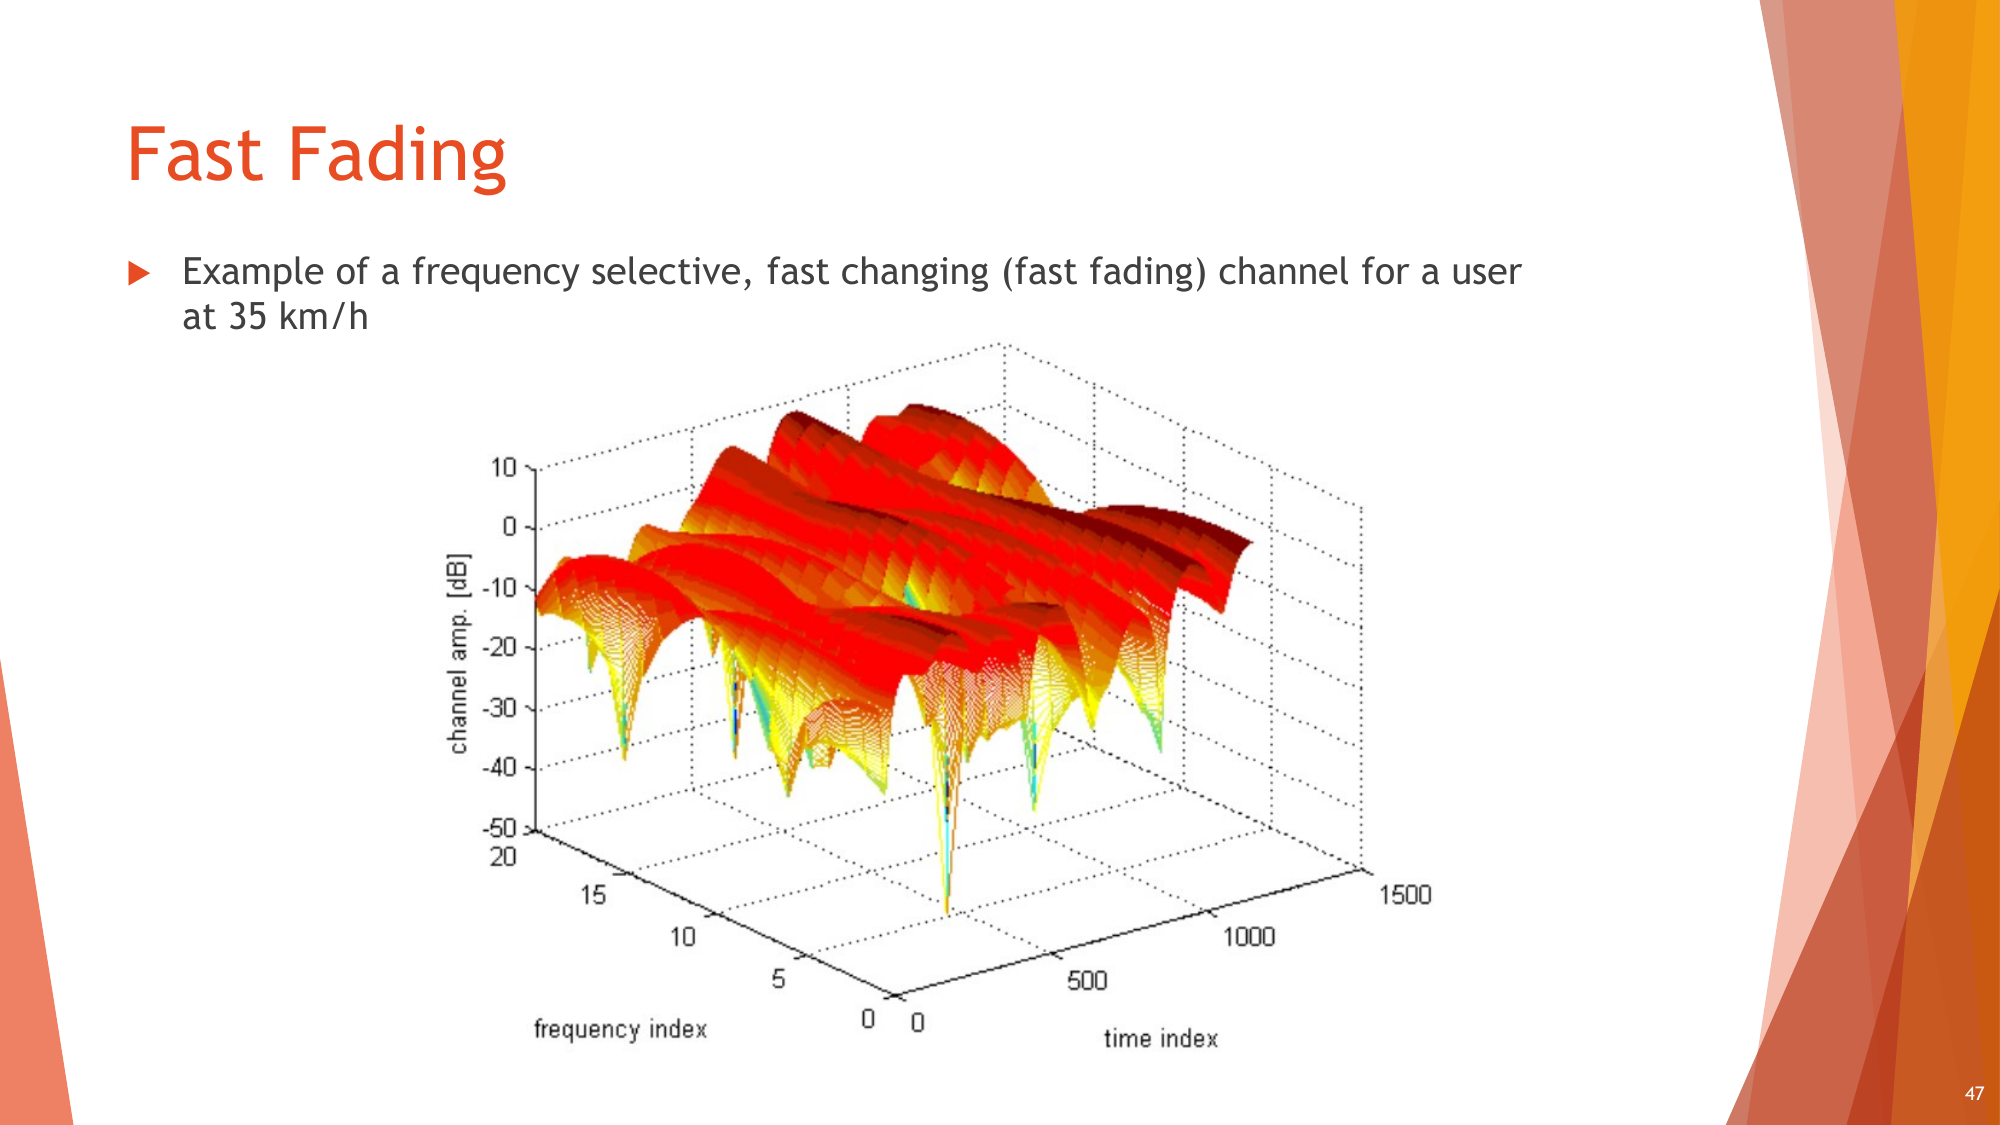 Fast Fading
Example of a frequency selective, fast changing (fast fading) channel for a user
at 35 km/h
10
0
-10
-20
-30
-40
-50
channel amp. [dB]
20
15
10
5
0
frequency index
0
500
1000
1500
time index
47